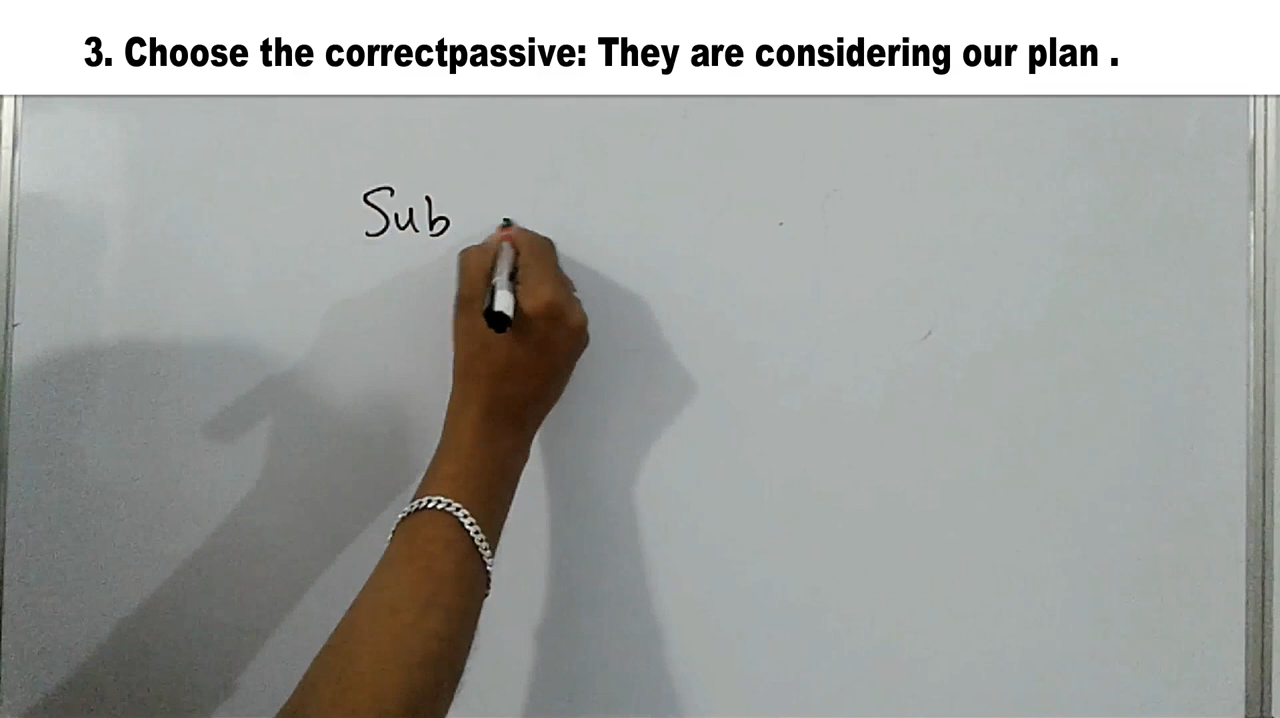 3. Choose the correctpassive: They are considering our plan .
Sub